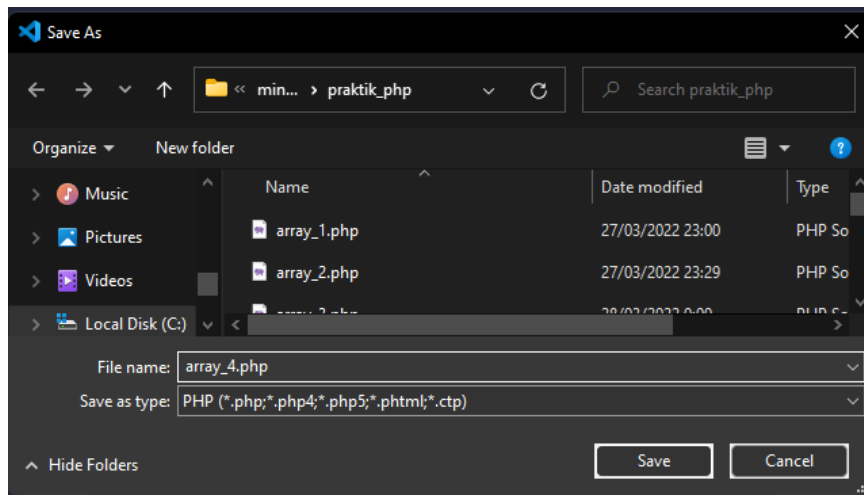 Save As
« min... › praktik_php
Search praktik_php
Organize
New folder
Name
Date modified
Type
Music
Pictures
Videos
Local Disk (C:)
array_1.php
27/03/2022 23:00
PHP So
array_2.php
27/03/2022 23:29
PHP So
File name: array_4.php
Save as type: PHP (*.php;*.php4;*.php5;*.phtml;*.ctp)
Hide Folders
Save
Cancel